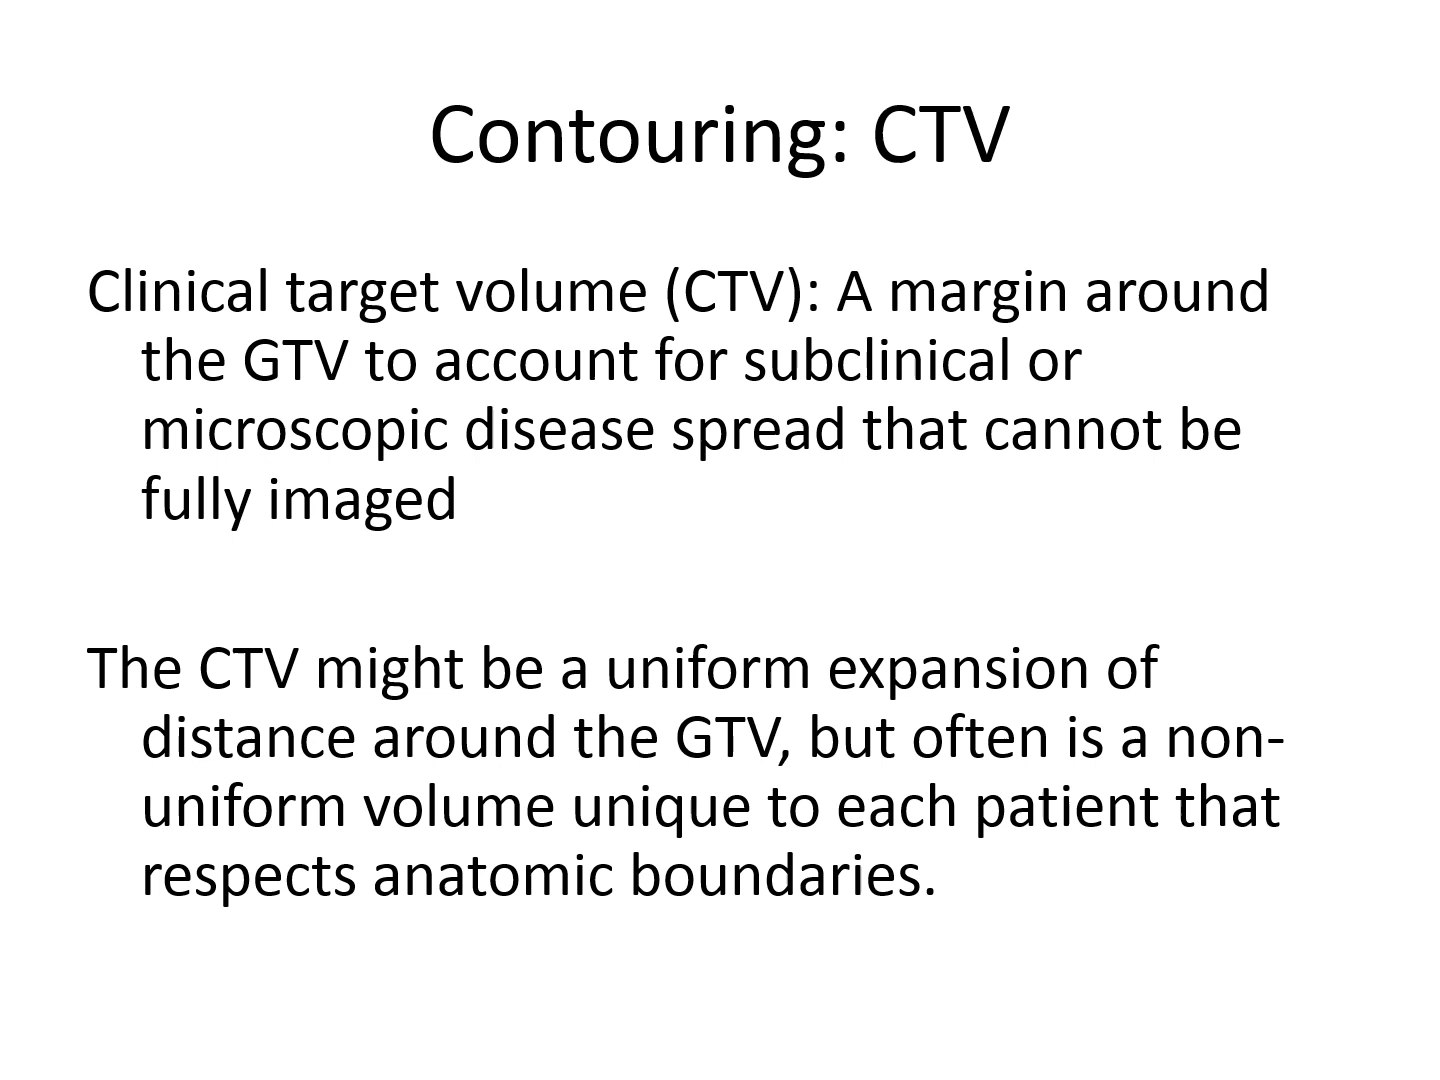 Contouring: CTV
Clinical target volume (CTV): A margin around
the GTV to account for subclinical or
microscopic disease spread that cannot be
fully imaged
The CTV might be a uniform expansion of
distance around the GTV, but often is a non-
uniform volume unique to each patient that
respects anatomic boundaries.